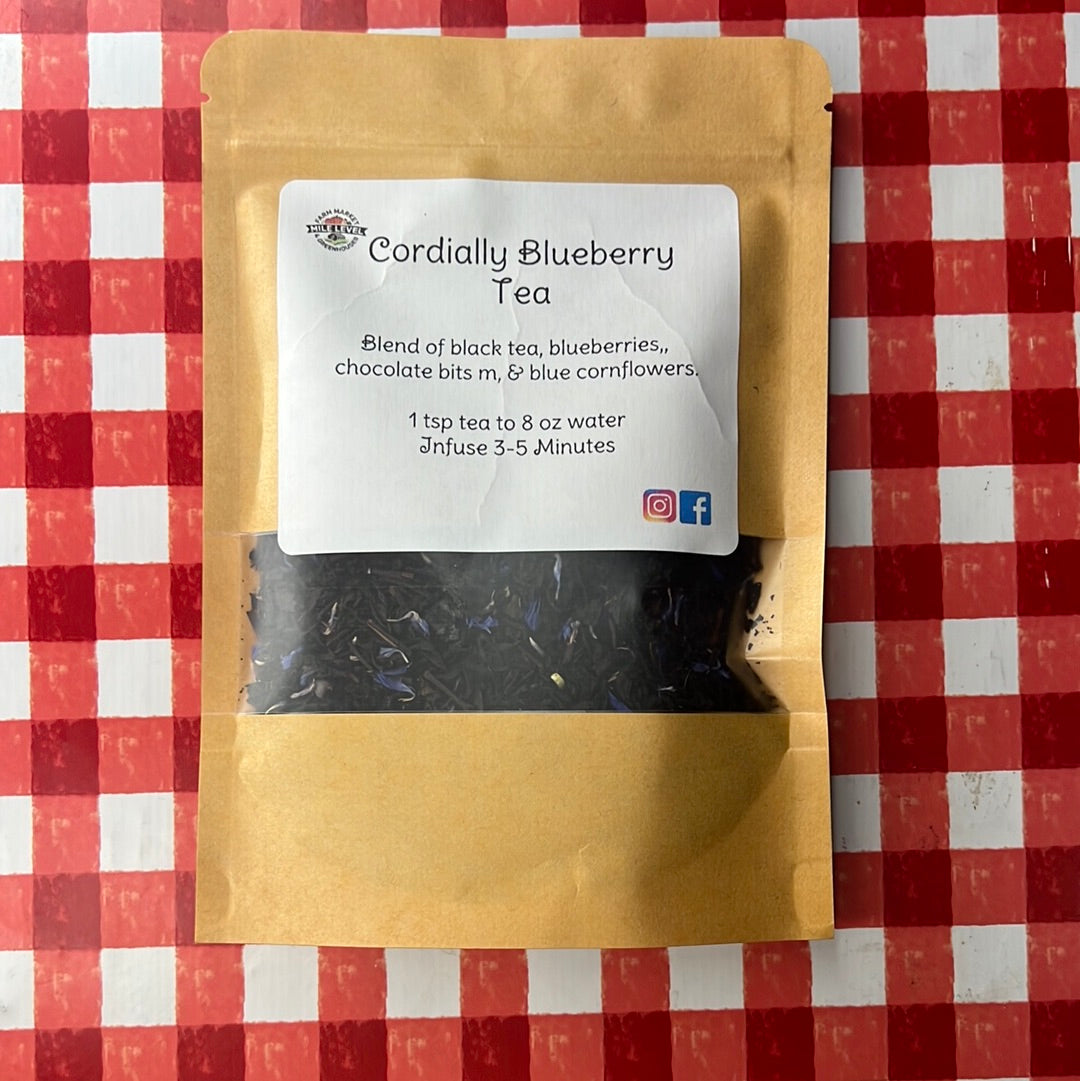 FARM MARKET
MILE LEVEL
& GREENHOUSES
Cordially Blueberry
Tea
Blend of black tea, blueberries,,
chocolate bits m, & blue cornflowers.
1 tsp tea to 8 oz water
Infuse 3-5 Minutes